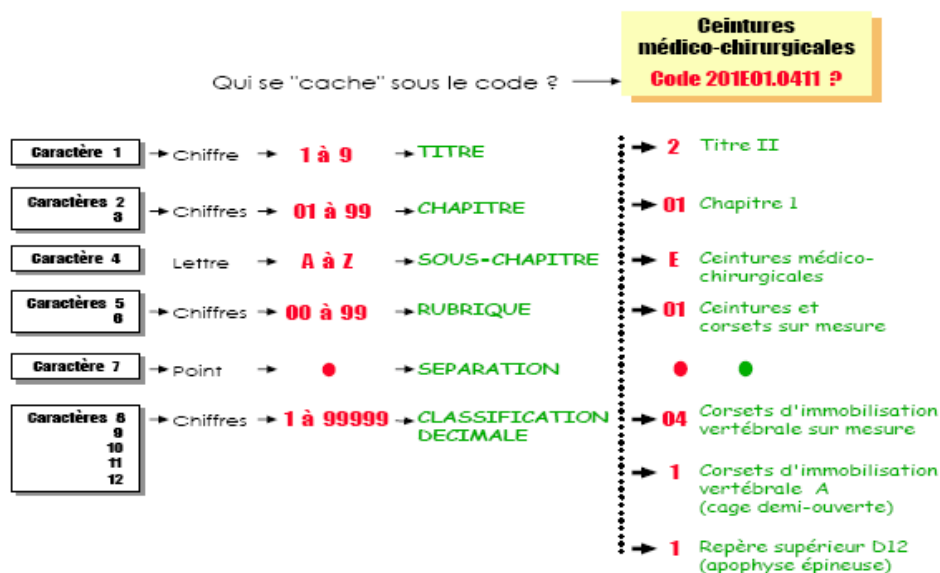 Ceintures
médico-chirurgicales
Code 201E01.0411 ?
Qui se "cache" sous le code ?
Caractère 1 Chiffre 1 à 9 TITRE 2 Titre II
Caractères 2
3
Chiffres 01 à 99 CHAPITRE 01 Chapitre 1
Caractère 4 Lettre A à Z SOUS-CHAPITRE E Ceintures médico-
chirurgicales
Caractères 5
6
Chiffres 00 à 99 RUBRIQUE 01 Ceintures et
corsets sur mesure
Caractère 7 Point SEPARATION
Caractères 8
9
10
11
12
Chiffres 1 à 99999 CLASSIFICATION
DECIMALE
04 Corsets d'immobilisation
vertébrale sur mesure
1 Corsets d'immobilisation
vertébrale A
(cage demi-ouverte)
1 Repère supérieur D12
(apophyse épineuse)